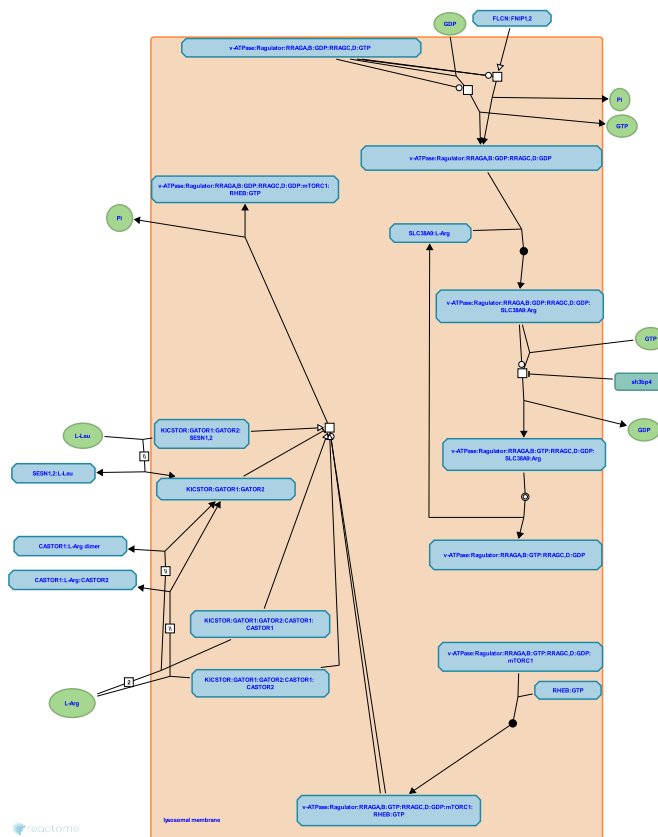 FLCN:FNIP1,2
GDP
v-ATPase:Ragulator:RRAGA,B:GDP:RRAGC,D:GTP
Pi
GTP
v-ATPase:Ragulator:RRAGA,B:GDP:RRAGC,D:GDP
v-ATPase:Ragulator:RRAGA,B:GDP:RRAGC,D:GDP:mTORC1:
RHEB:GTP
Pi
SLC38A9:L-Arg
v-ATPase:Ragulator:RRAGA,B:GDP:RRAGC,D:GDP:
SLC38A9:Arg
GTP
sh3bp4
GDP
KICSTOR:GATOR1:GATOR2:
SESN1,2
L-Leu
v-ATPase:Ragulator:RRAGA,B:GTP:RRAGC,D:GDP:
SLC38A9:Arg
SESN1,2:L-Leu
KICSTOR:GATOR1:GATOR2
CASTOR1:L-Arg dimer
v-ATPase:Ragulator:RRAGA,B:GTP:RRAGC,D:GDP
CASTOR1:L-Arg:CASTOR2
KICSTOR:GATOR1:GATOR2:CASTOR1:
CASTOR1
v-ATPase:Ragulator:RRAGA,B:GTP:RRAGC,D:GDP:
mTORC1
KICSTOR:GATOR1:GATOR2:CASTOR1:
CASTOR2
2
RHEB:GTP
L-Arg
v-ATPase:Ragulator:RRAGA,B:GTP:RRAGC,D:GDP:mTORC1:
RHEB:GTP
lysosomal membrane
reactome